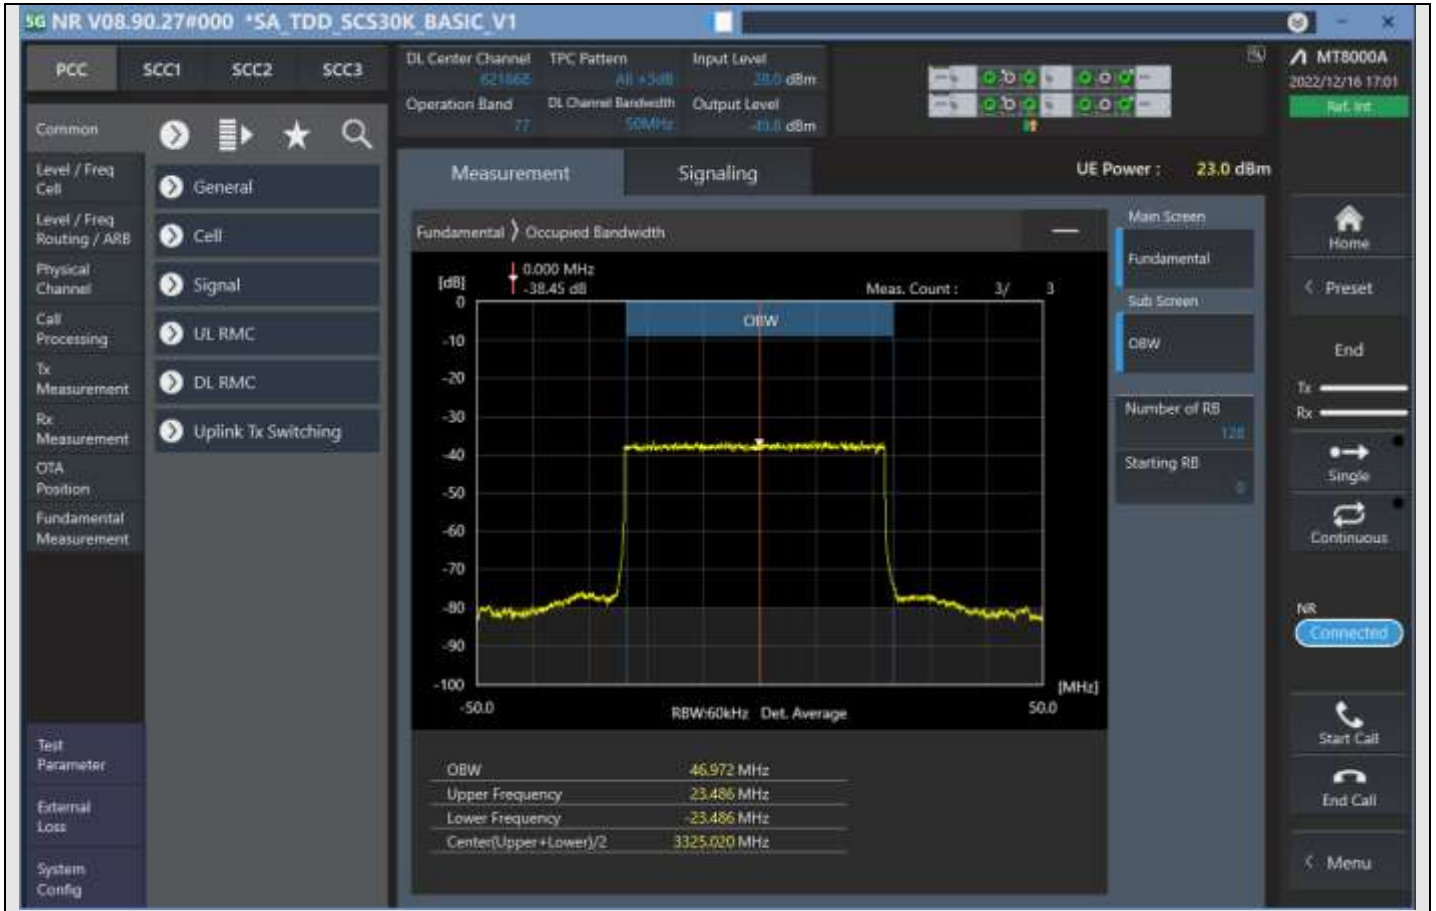 5G NR V08.90.27#000 *SA_TDD_SCS30K_BASIC_V1
PCC SCC1 SCC2 SCC3
DL Center Channel TPC Pattern Input Level
All +3dB 28.0 dBm
Operation Band DL Channel Bandwidth Output Level
77 50MHz dBm
MT8000A
2022/12/16 17:01
Ref. Int
Common
Level / Freq
Cell
Level / Freq
Routing / ARB
Physical
Channel
Call
Processing
Tx
Measurement
Rx
Measurement
OTA
Position
Fundamental
Measurement
Test
Parameter
External
Loss
System
Config
General
Cell
Signal
UL RMC
DL RMC
Uplink Tx Switching
Measurement Signaling
UE Power : 23.0 dBm
Fundamental Occupied Bandwidth
[dB] 0.000 MHz
-38.45 dB Meas. Count : 3/ 3
OBW
0
-10
-20
-30
-40
-50
-60
-70
-80
-90
-100
[MHz]
-50.0 RBW:60kHz Det. Average 50.0
OBW 46.972 MHz
Upper Frequency 23.486 MHz
Lower Frequency -23.486 MHz
Center(Upper+Lower)/2 3325.020 MHz
Main Screen
Fundamental
Sub Screen
OBW
Number of RB
128
Starting RB
0
Home
Preset
End
Tx
Rx
Single
Continuous
NR
Connected
Start Call
End Call
Menu